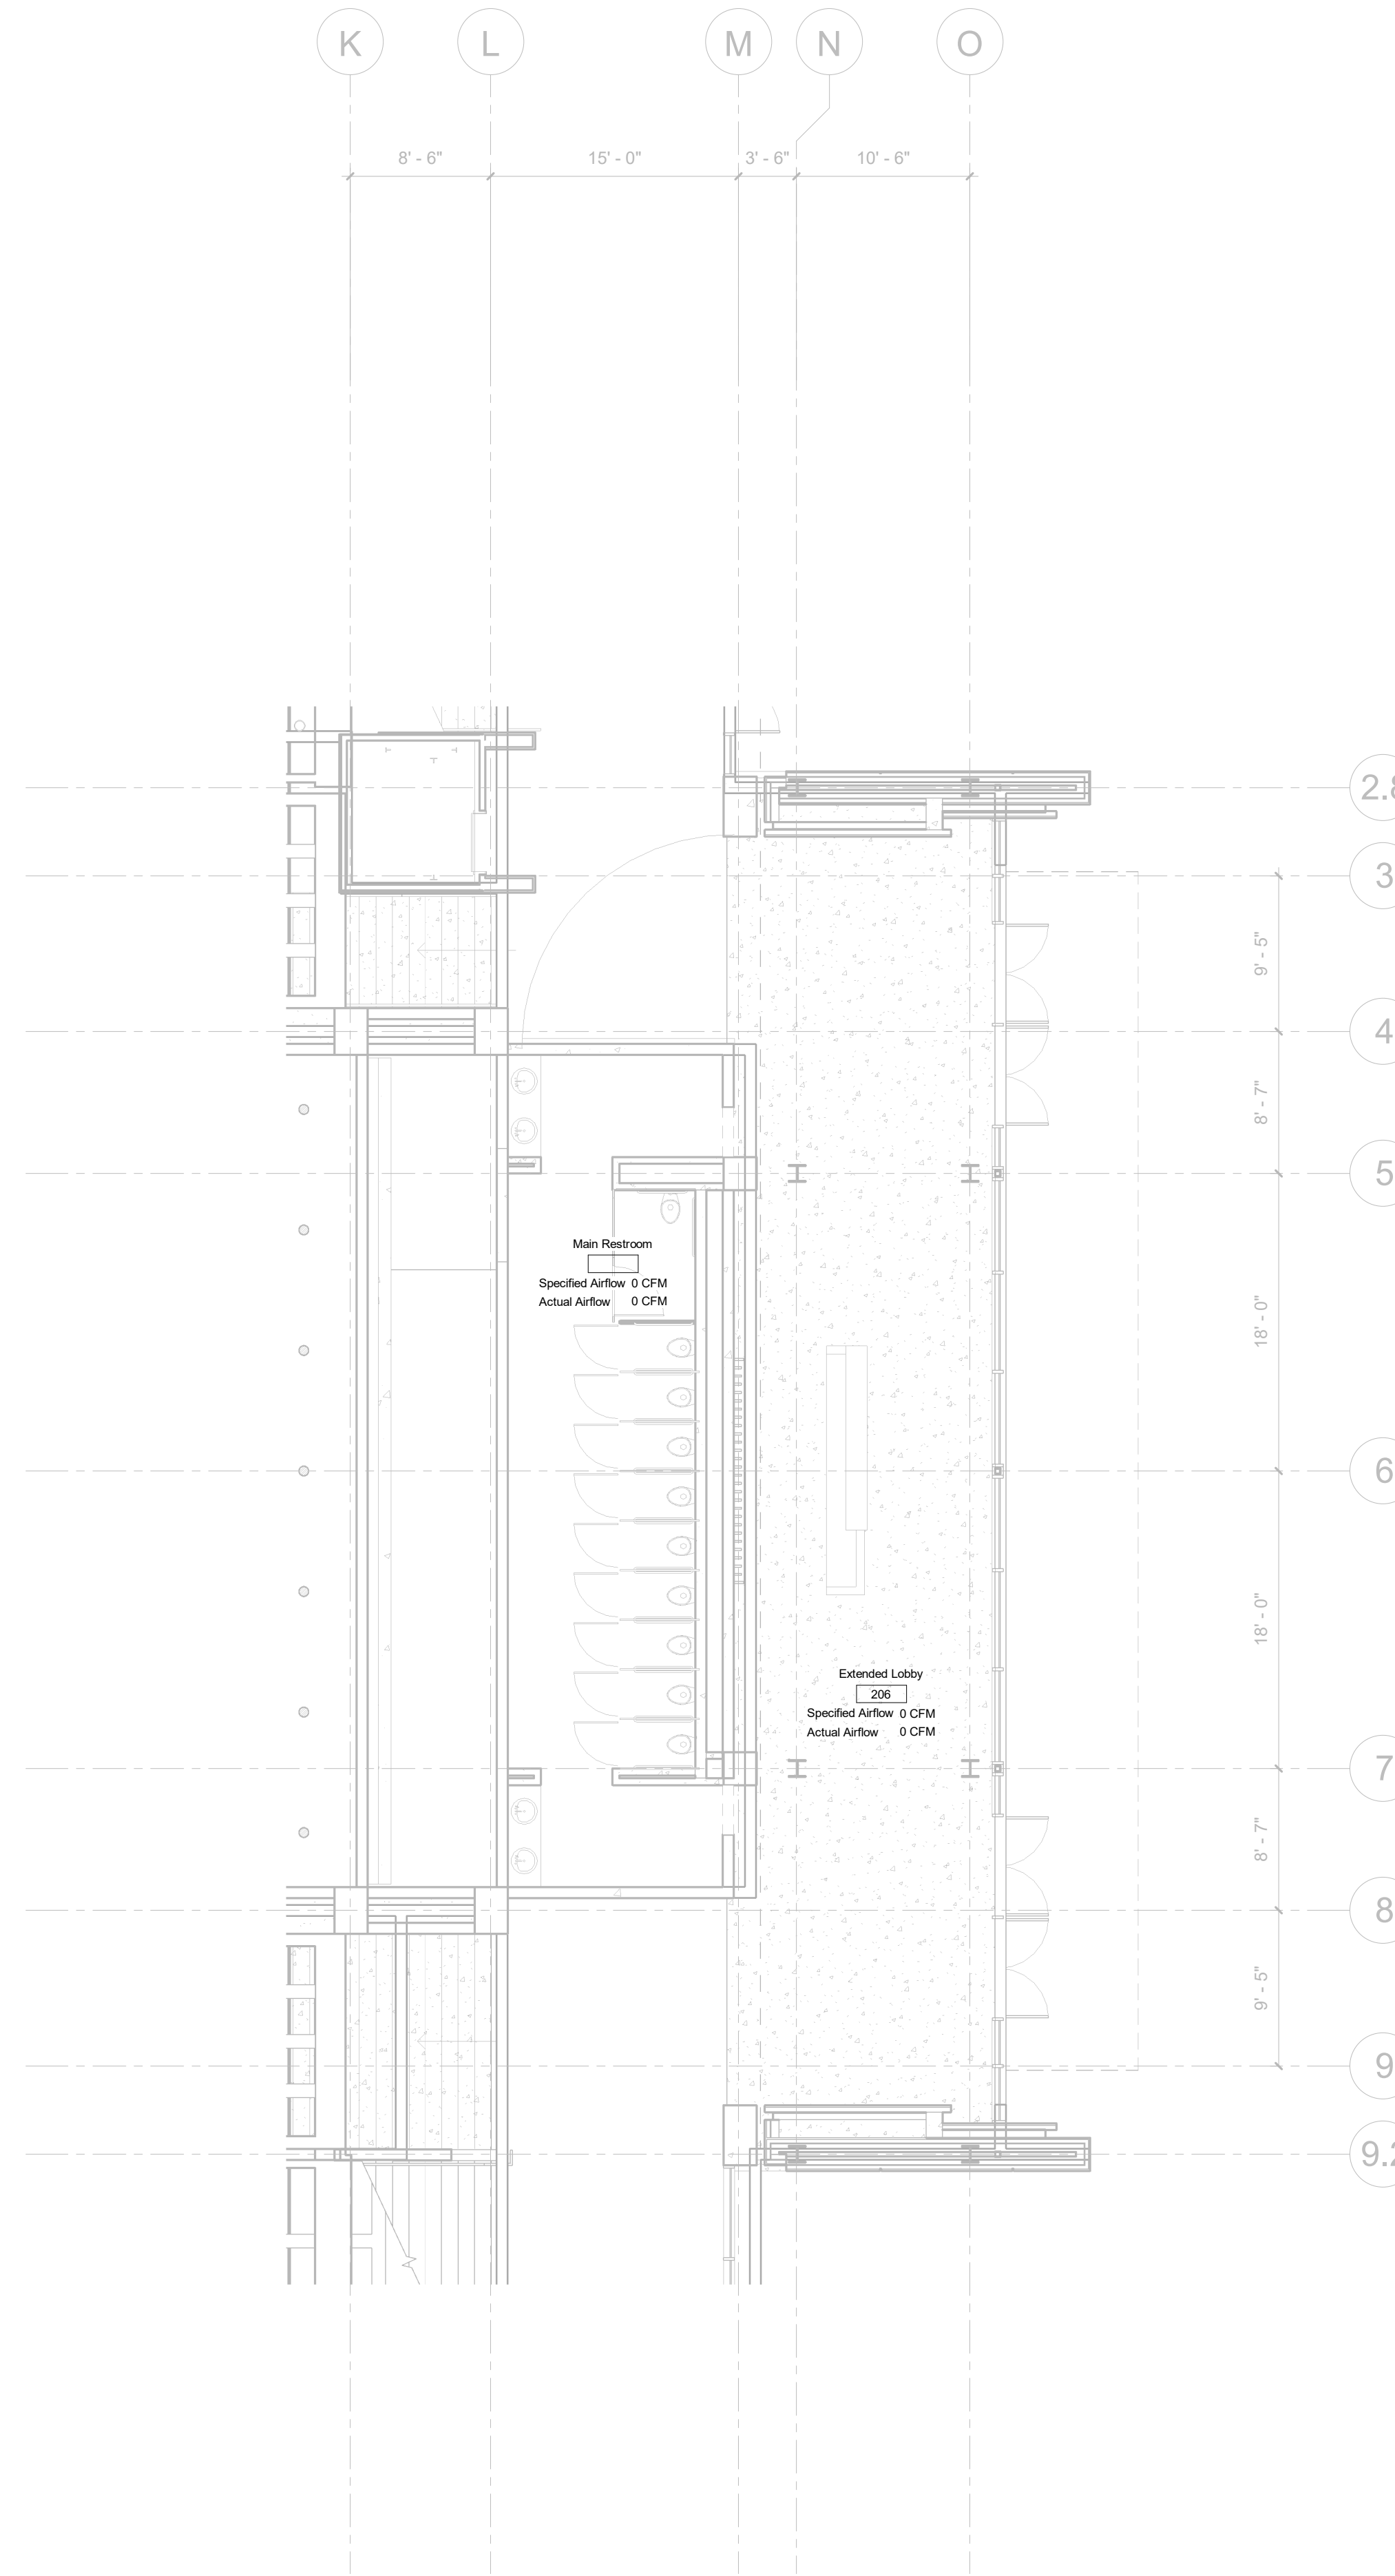 K
L
M
N
O
8' - 6"
15' - 0"
3' - 6"
10' - 6"
2.8
3
9' - 5"
4
8' - 7"
5
Main Restroom
Specified Airflow 0 CFM
Actual Airflow 0 CFM
18' - 0"
6
18' - 0"
Extended Lobby
206
Specified Airflow 0 CFM
Actual Airflow 0 CFM
7
8' - 7"
8
9' - 5"
9
9.2